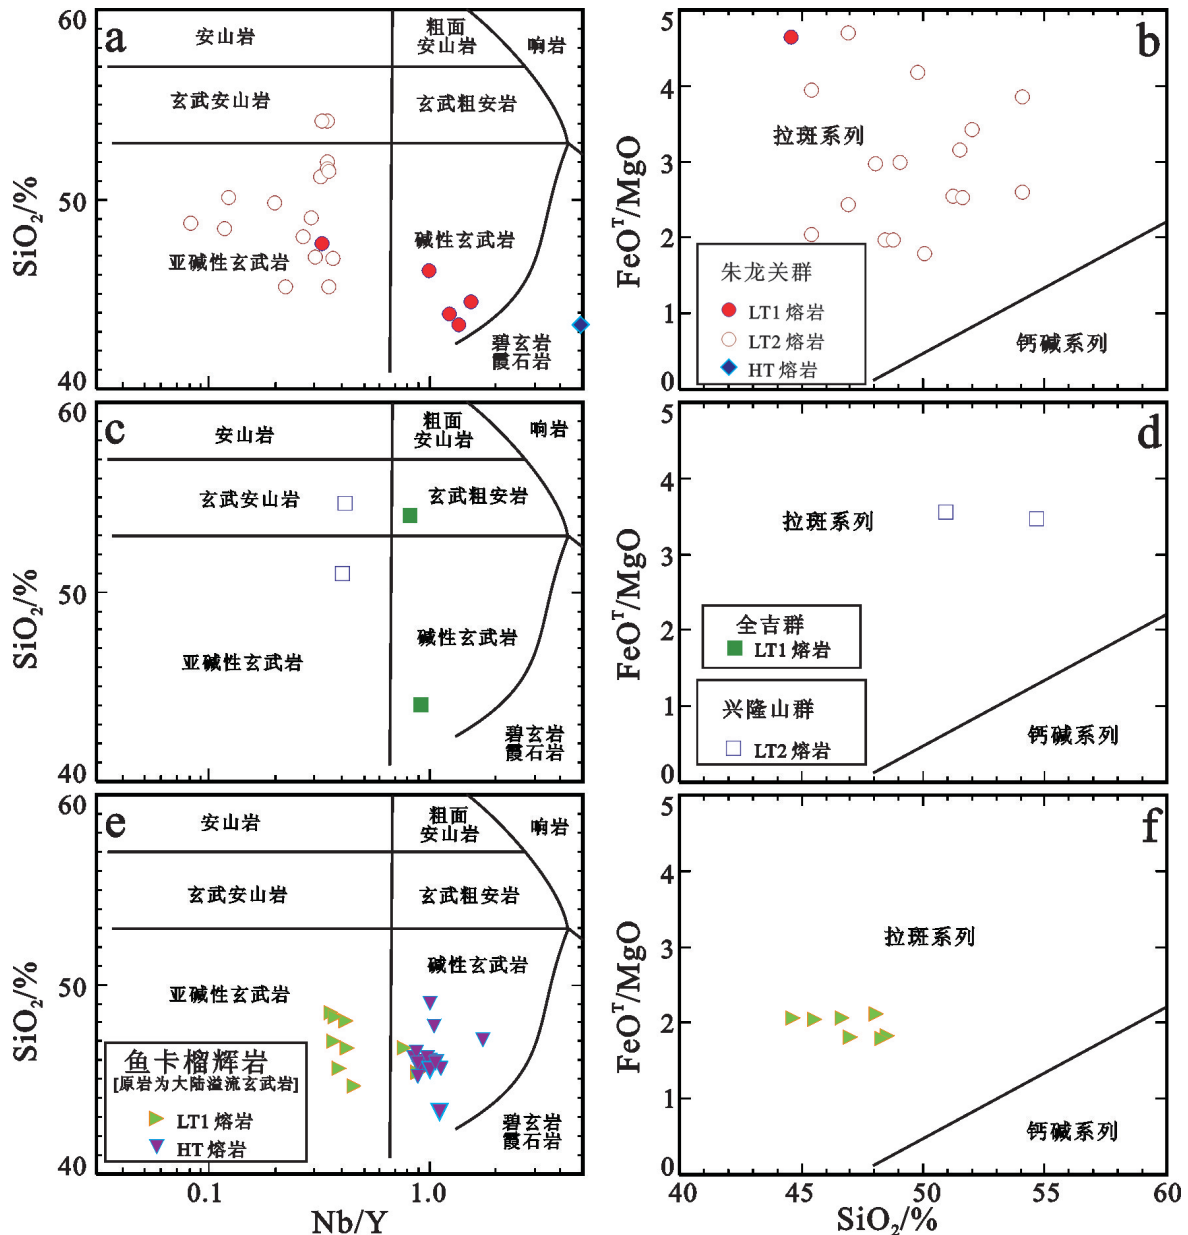 a
60
50
40
SiO₂/%
安山岩
粗面
安山岩
响岩
玄武安山岩
玄武粗安岩
亚碱性玄武岩
碱性玄武岩
碧玄岩
霞石岩
b
5
4
3
2
1
0
FeOᵀ/MgO
拉斑系列
钙碱系列
朱龙关群
LT1 熔岩
LT2 熔岩
HT 熔岩
c
60
50
40
SiO₂/%
安山岩
粗面
安山岩
响岩
玄武安山岩
玄武粗安岩
亚碱性玄武岩
碱性玄武岩
碧玄岩
霞石岩
d
5
4
3
2
1
0
FeOᵀ/MgO
拉斑系列
钙碱系列
全吉群
LT1 熔岩
兴隆山群
LT2 熔岩
e
60
50
40
SiO₂/%
安山岩
粗面
安山岩
响岩
玄武安山岩
玄武粗安岩
亚碱性玄武岩
碱性玄武岩
碧玄岩
霞石岩
鱼卡榴辉岩
[原岩为大陆溢流玄武岩]
LT1 熔岩
HT 熔岩
0.1
1.0
Nb/Y
f
5
4
3
2
1
0
FeOᵀ/MgO
拉斑系列
钙碱系列
40
45
50
55
60
SiO₂/%